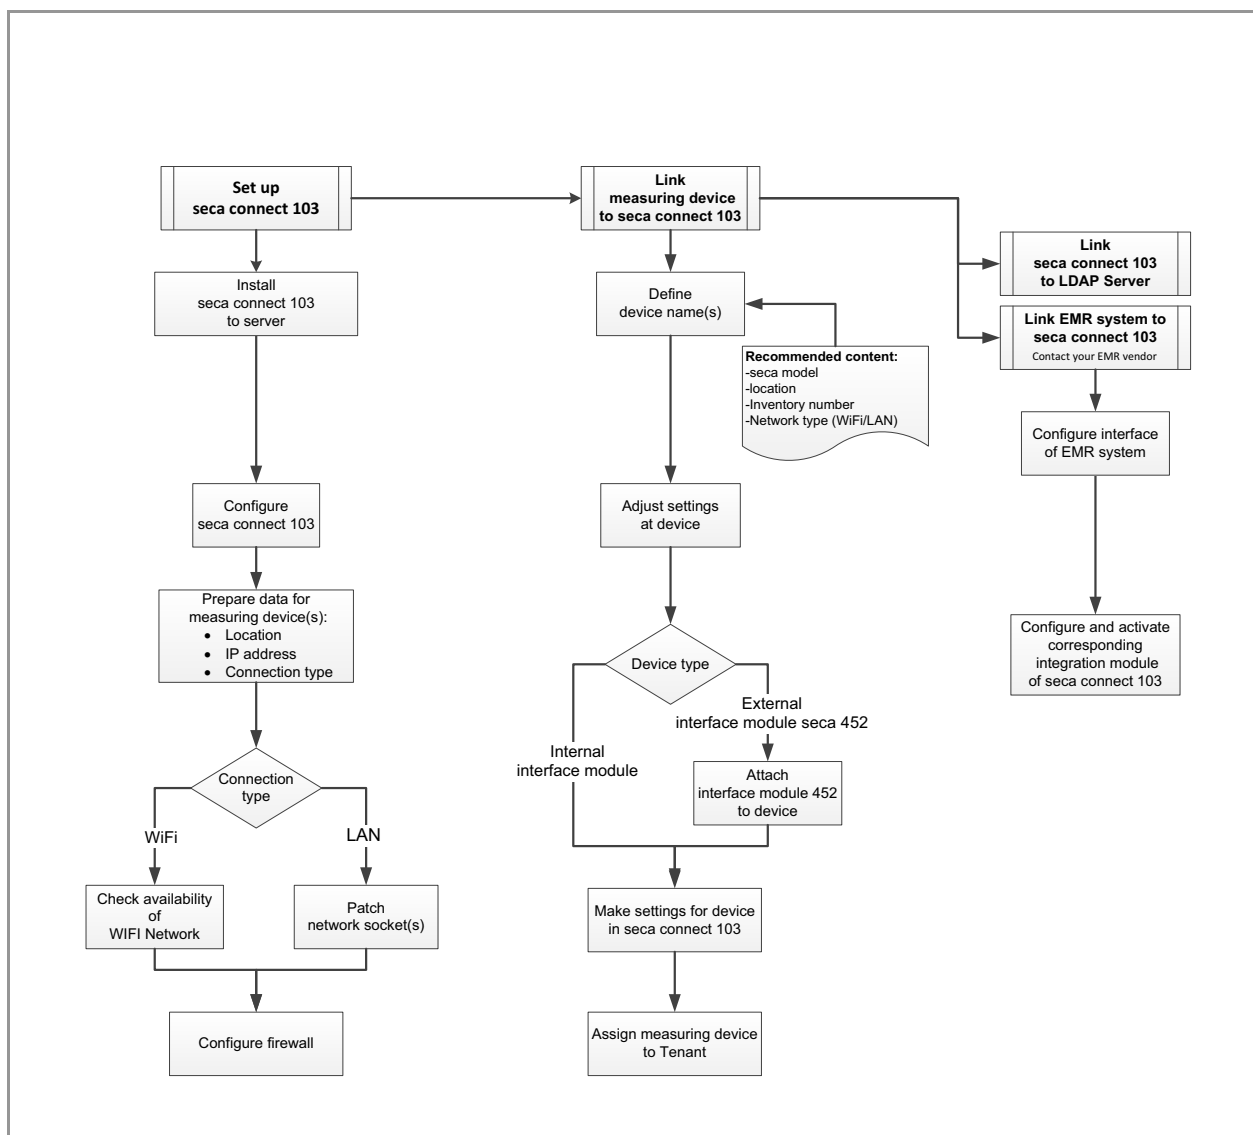 Set up
seca connect 103
Install
seca connect 103
to server
Configure
seca connect 103
Prepare data for
measuring device(s):
• Location
• IP address
• Connection type
Connection
type
WiFi
LAN
Check availability
of
WIFI Network
Patch
network socket(s)
Configure firewall
Link
measuring device
to seca connect 103
Define
device name(s)
Recommended content:
-seca model
-location
-Inventory number
-Network type (WiFi/LAN)
Adjust settings
at device
Device type
External
interface module seca 452
Internal
interface module
Attach
interface module 452
to device
Make settings for device
in seca connect 103
Assign measuring device
to Tenant
Link
seca connect 103
to LDAP Server
Link EMR system to
seca connect 103
Contact your EMR vendor
Configure interface
of EMR system
Configure and activate
corresponding
integration module
of seca connect 103